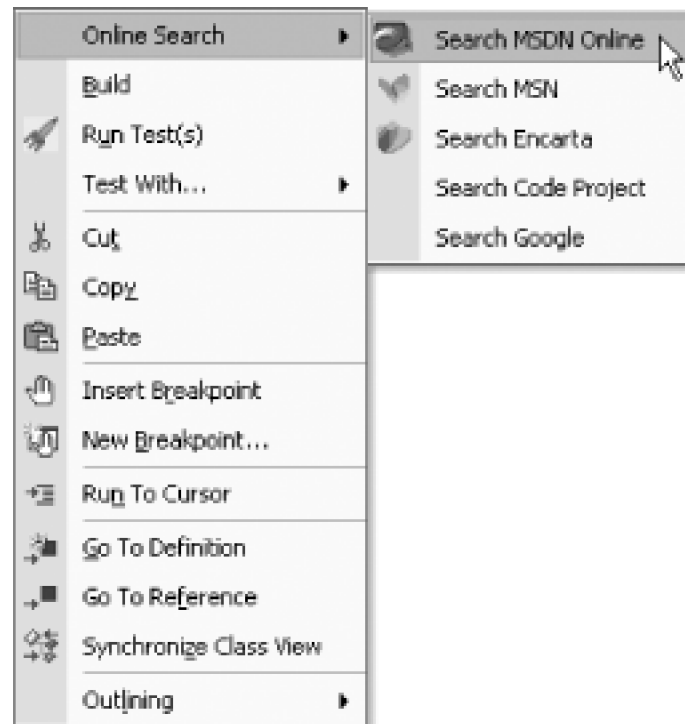 Online Search
Build
Run Test(s)
Test With...
Cut
Copy
Paste
Insert Breakpoint
New Breakpoint...
Run To Cursor
Go To Definition
Go To Reference
Synchronize Class View
Outlining
Search MSDN Online
Search MSN
Search Encarta
Search Code Project
Search Google